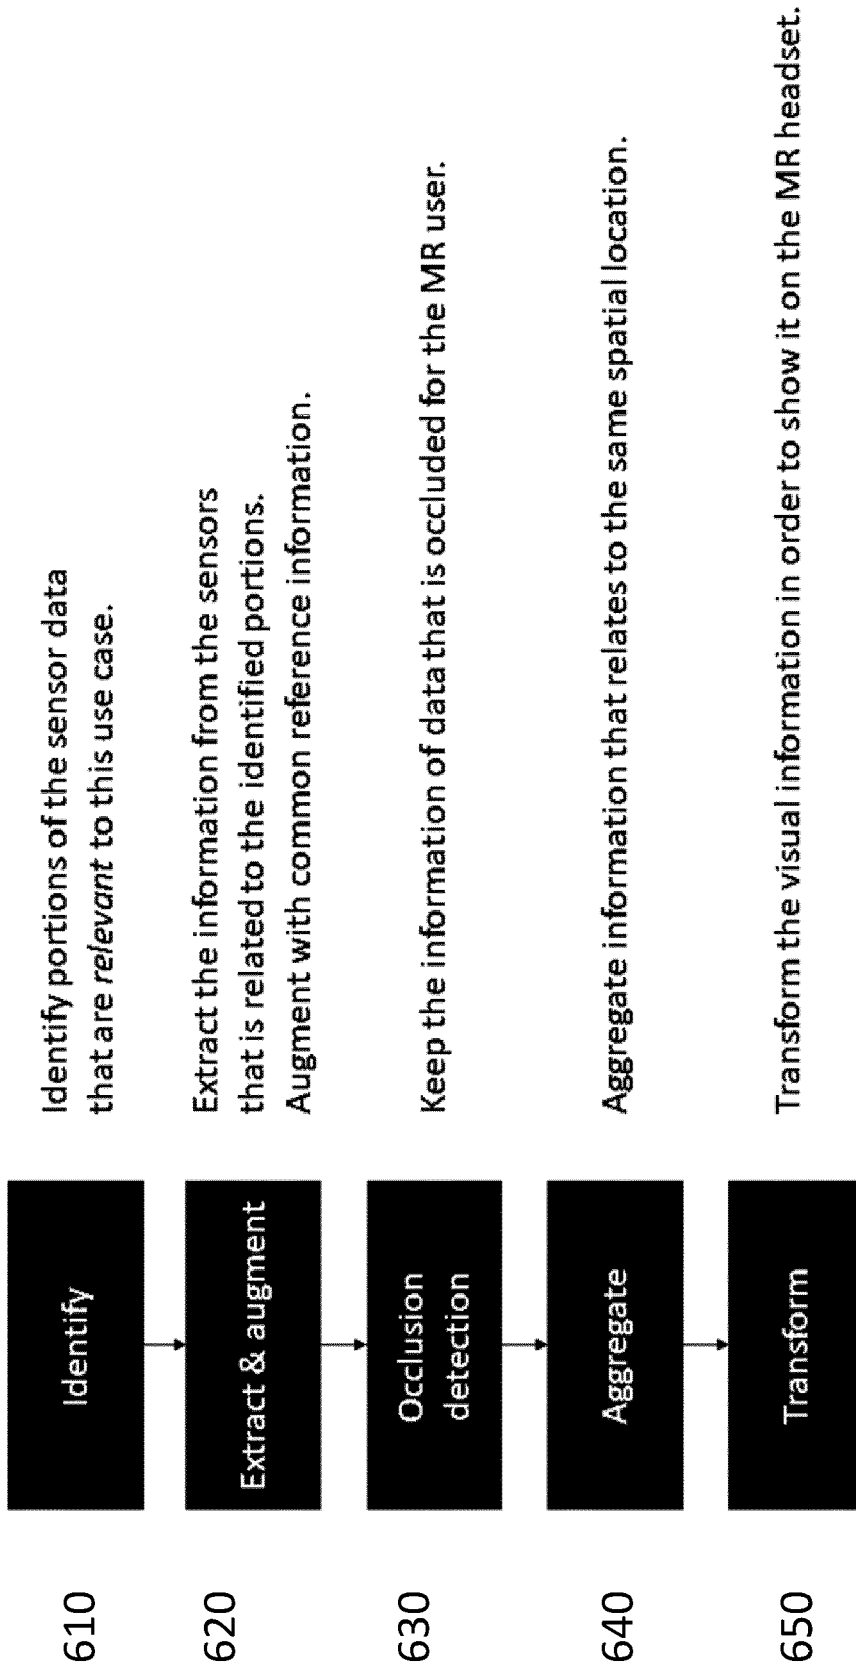 610
Identify
Identify portions of the sensor data
that are relevant to this use case.
620
Extract & augment
Extract the information from the sensors
that is related to the identified portions.
Augment with common reference information.
630
Occlusion
detection
Keep the information of data that is occluded for the MR user.
640
Aggregate
Aggregate information that relates to the same spatial location.
650
Transform
Transform the visual information in order to show it on the MR headset.